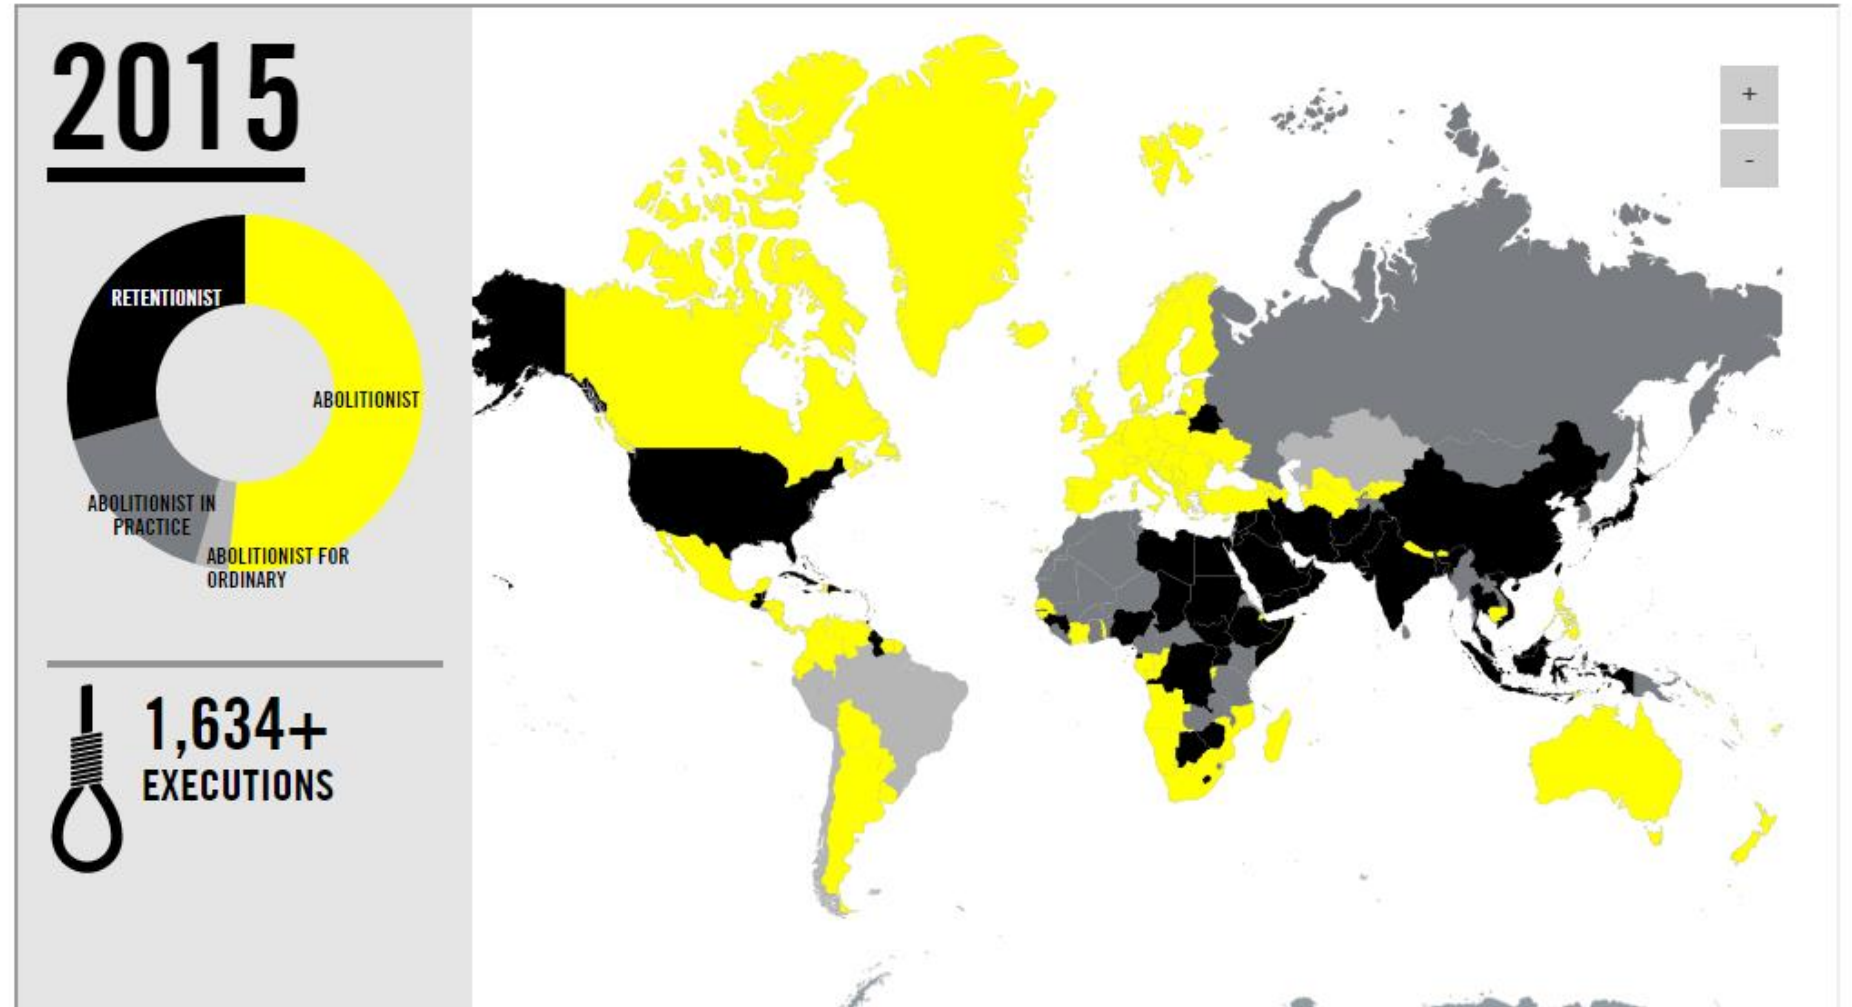 2015
RETENTIONIST
ABOLITIONIST
ABOLITIONIST IN
PRACTICE
ABOLITIONIST FOR
ORDINARY
1,634+
EXECUTIONS
+
-